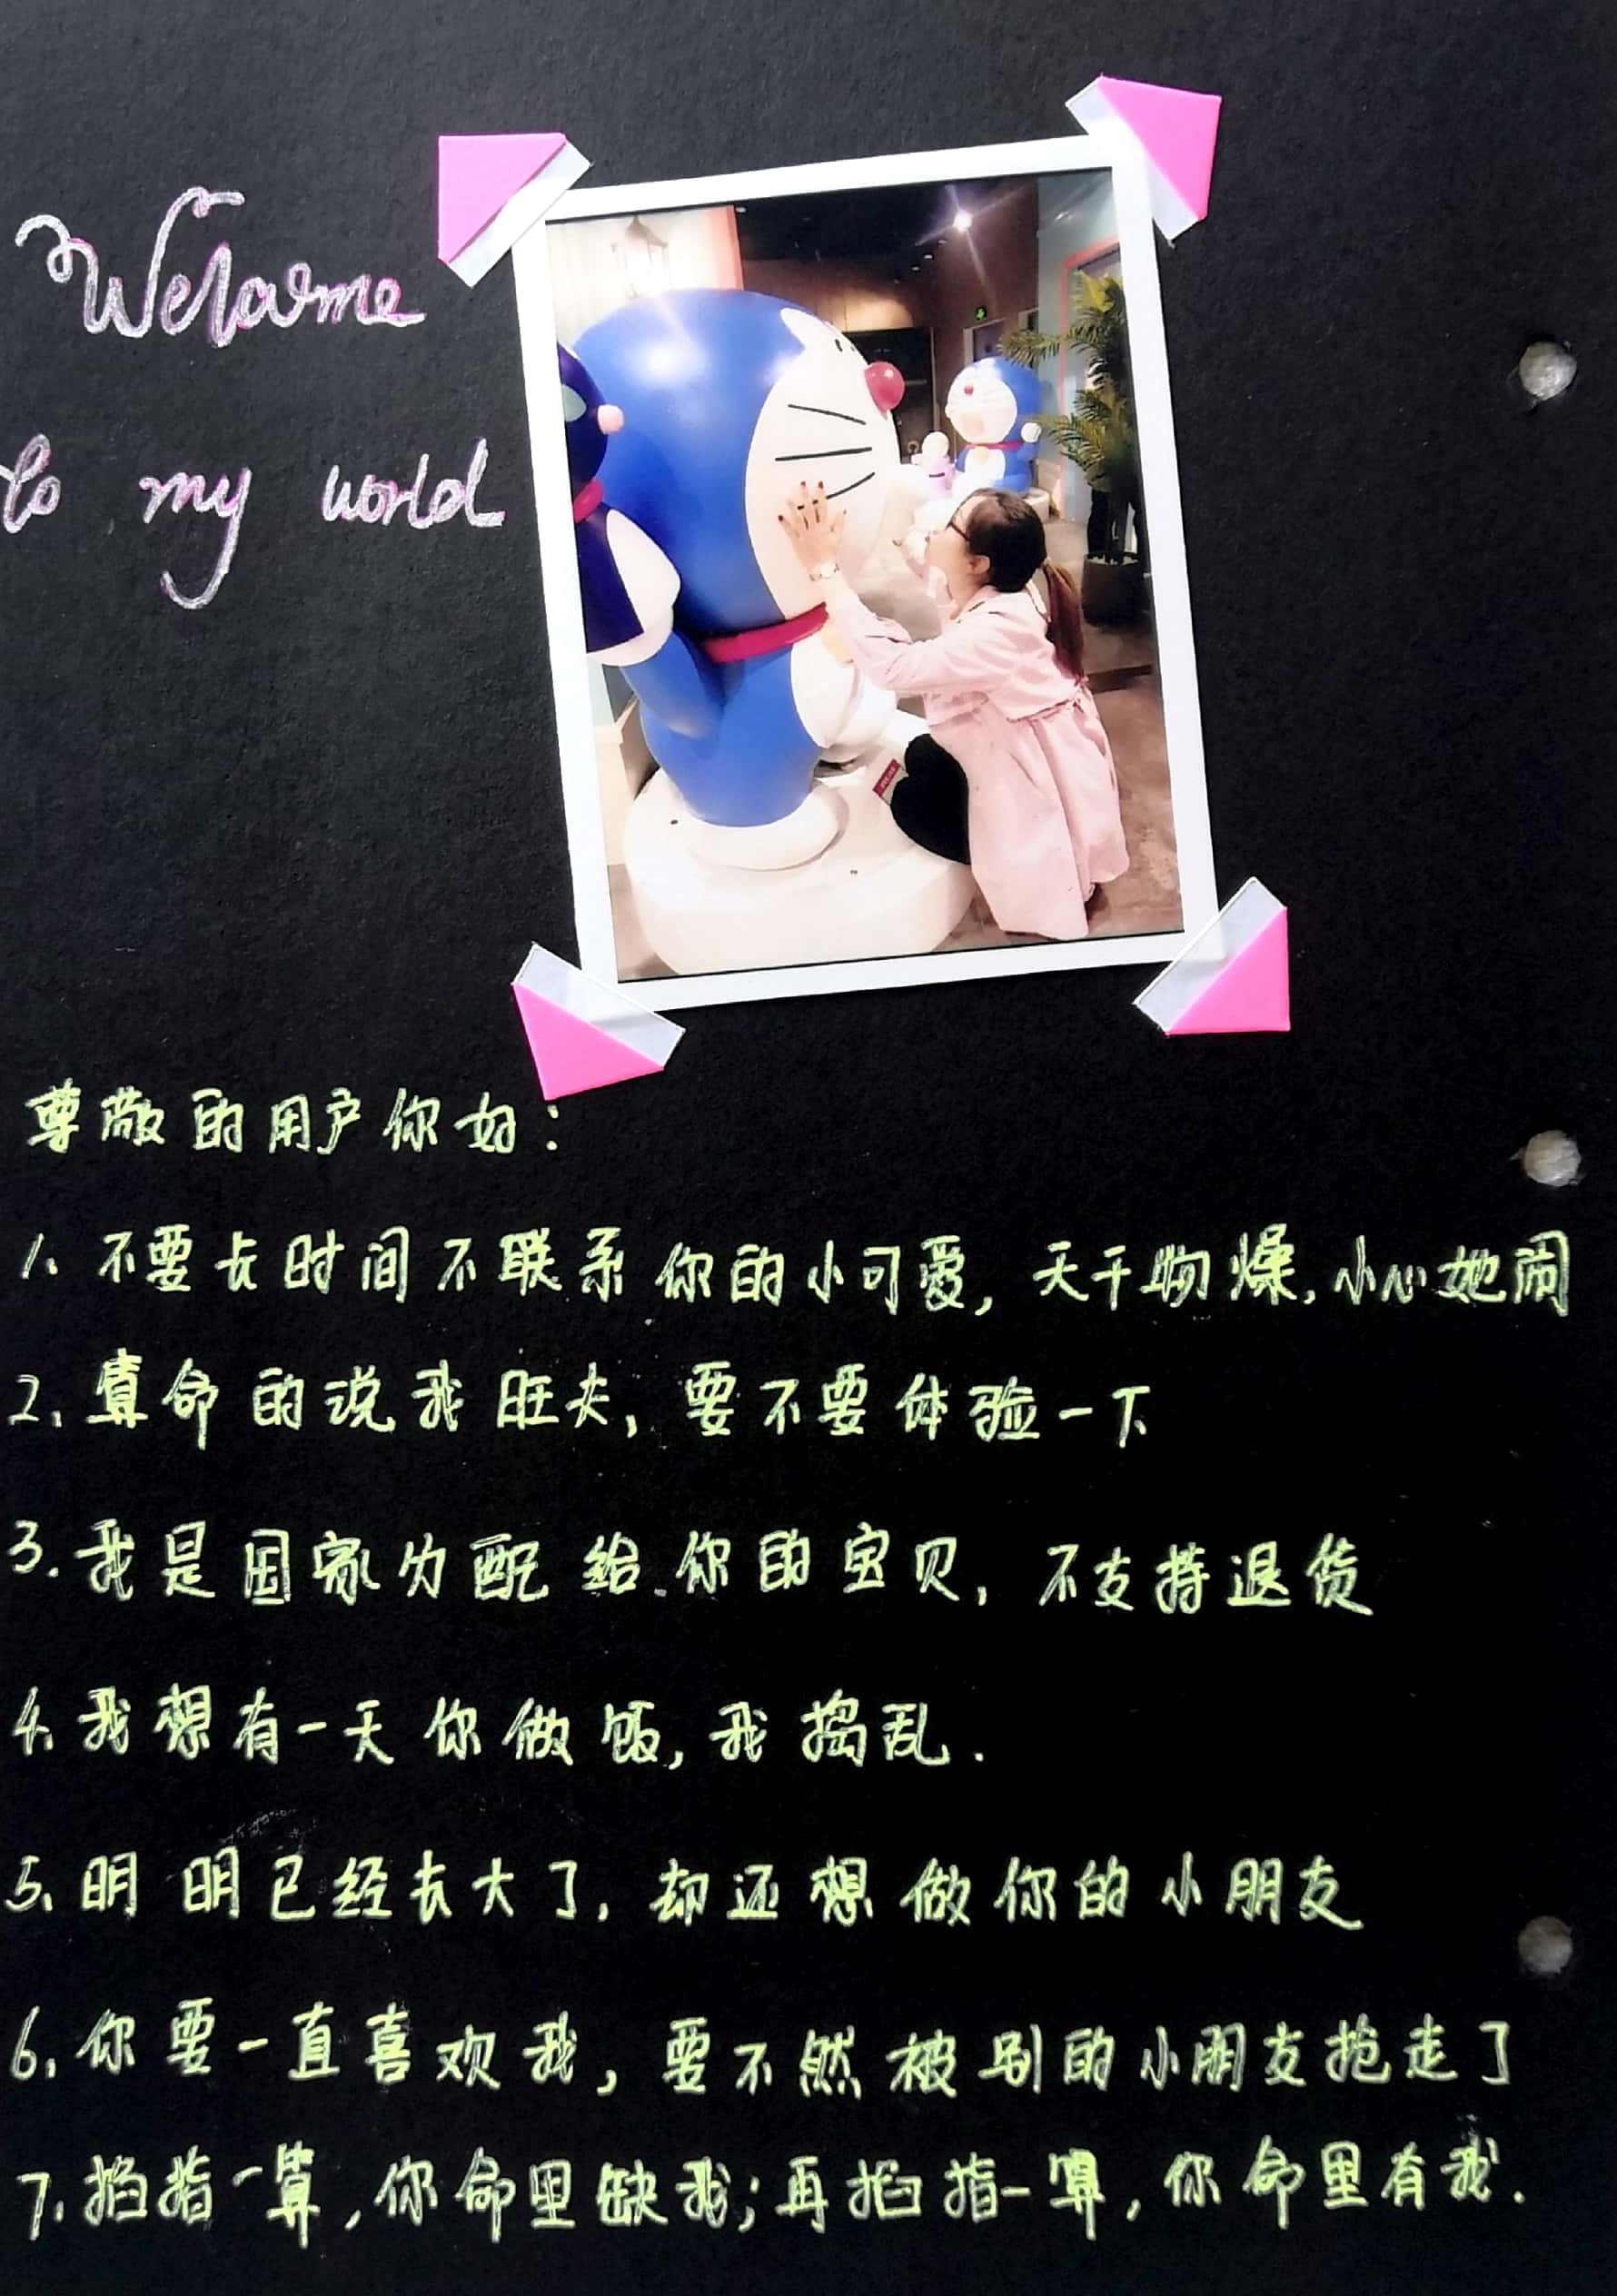 Welcome
to my world
尊敬的用户你好:
1. 不要长时间不联系你的小可爱, 天干物燥, 小心她闹
2. 算命的说我旺夫, 要不要体验一下
3. 我是国家分配给你的宝贝, 不支持退货
4. 我想有一天你做饭, 我捣乱.
5. 明明已经长大了, 却还想做你的小朋友
6. 你要一直喜欢我, 要不然被别的小朋友抱走了
7. 掐指一算, 你命里缺我; 再掐指一算, 你命里有我.